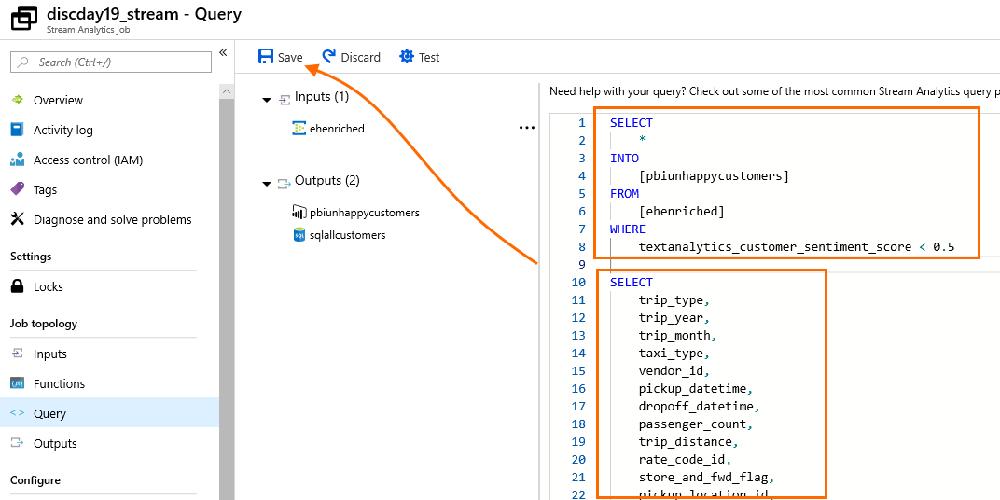 discday19_stream - Query
Stream Analytics job
Search (Ctrl+/)
«
Overview
Activity log
Access control (IAM)
Tags
Diagnose and solve problems
Settings
Locks
Job topology
Inputs
Functions
Query
Outputs
Configure
Save
Discard
Test
Inputs (1)
ehenriched
Outputs (2)
pbiunhappycustomers
sqlallcustomers
Need help with your query? Check out some of the most common Stream Analytics query p
1 SELECT
2 *
3 INTO
4 [pbiunhappycustomers]
5 FROM
6 [ehenriched]
7 WHERE
8 textanalytics_customer_sentiment_score < 0.5
9
10 SELECT
11 trip_type,
12 trip_year,
13 trip_month,
14 taxi_type,
15 vendor_id,
16 pickup_datetime,
17 dropoff_datetime,
18 passenger_count,
19 trip_distance,
20 rate_code_id,
21 store_and_fwd_flag,
22 pickup_location_id,